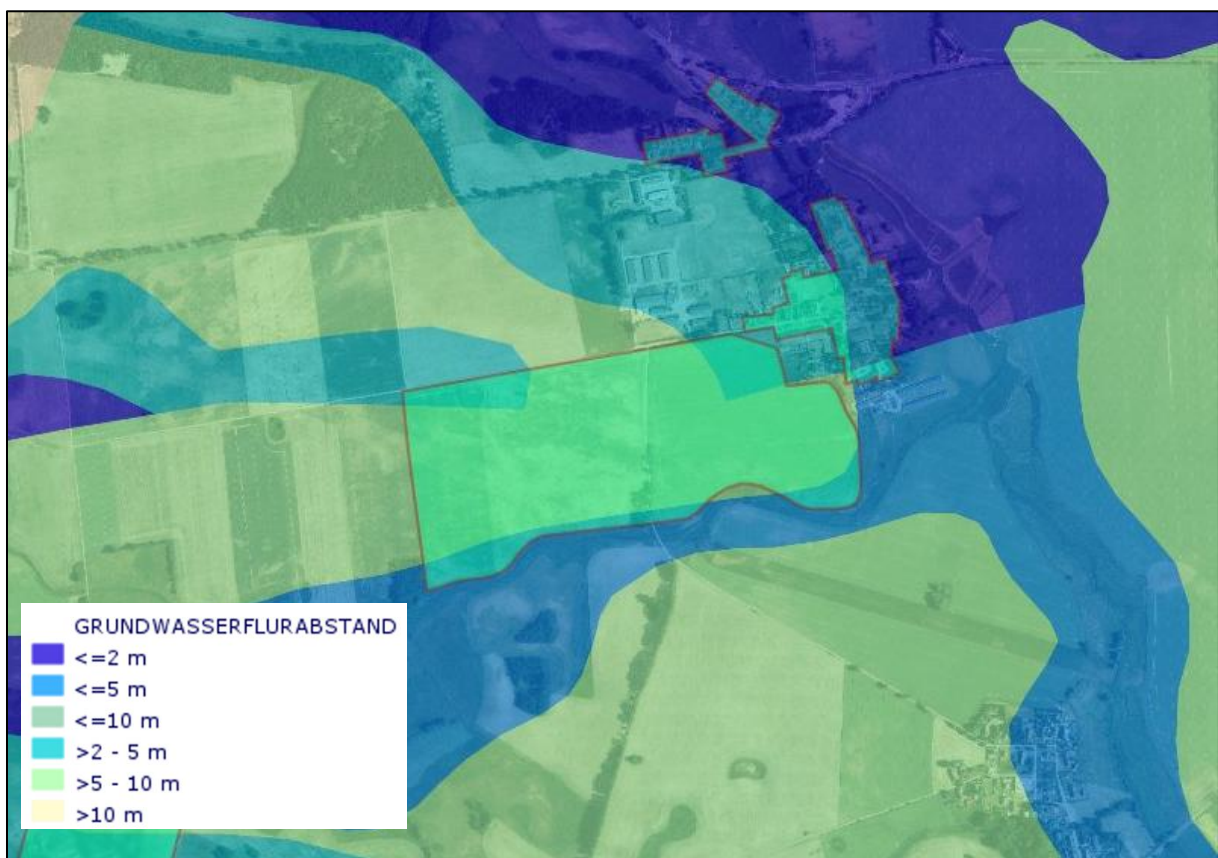 GRUNDWASSERFLURABSTAND
<=2 m
<=5 m
<=10 m
>2 - 5 m
>5 - 10 m
>10 m